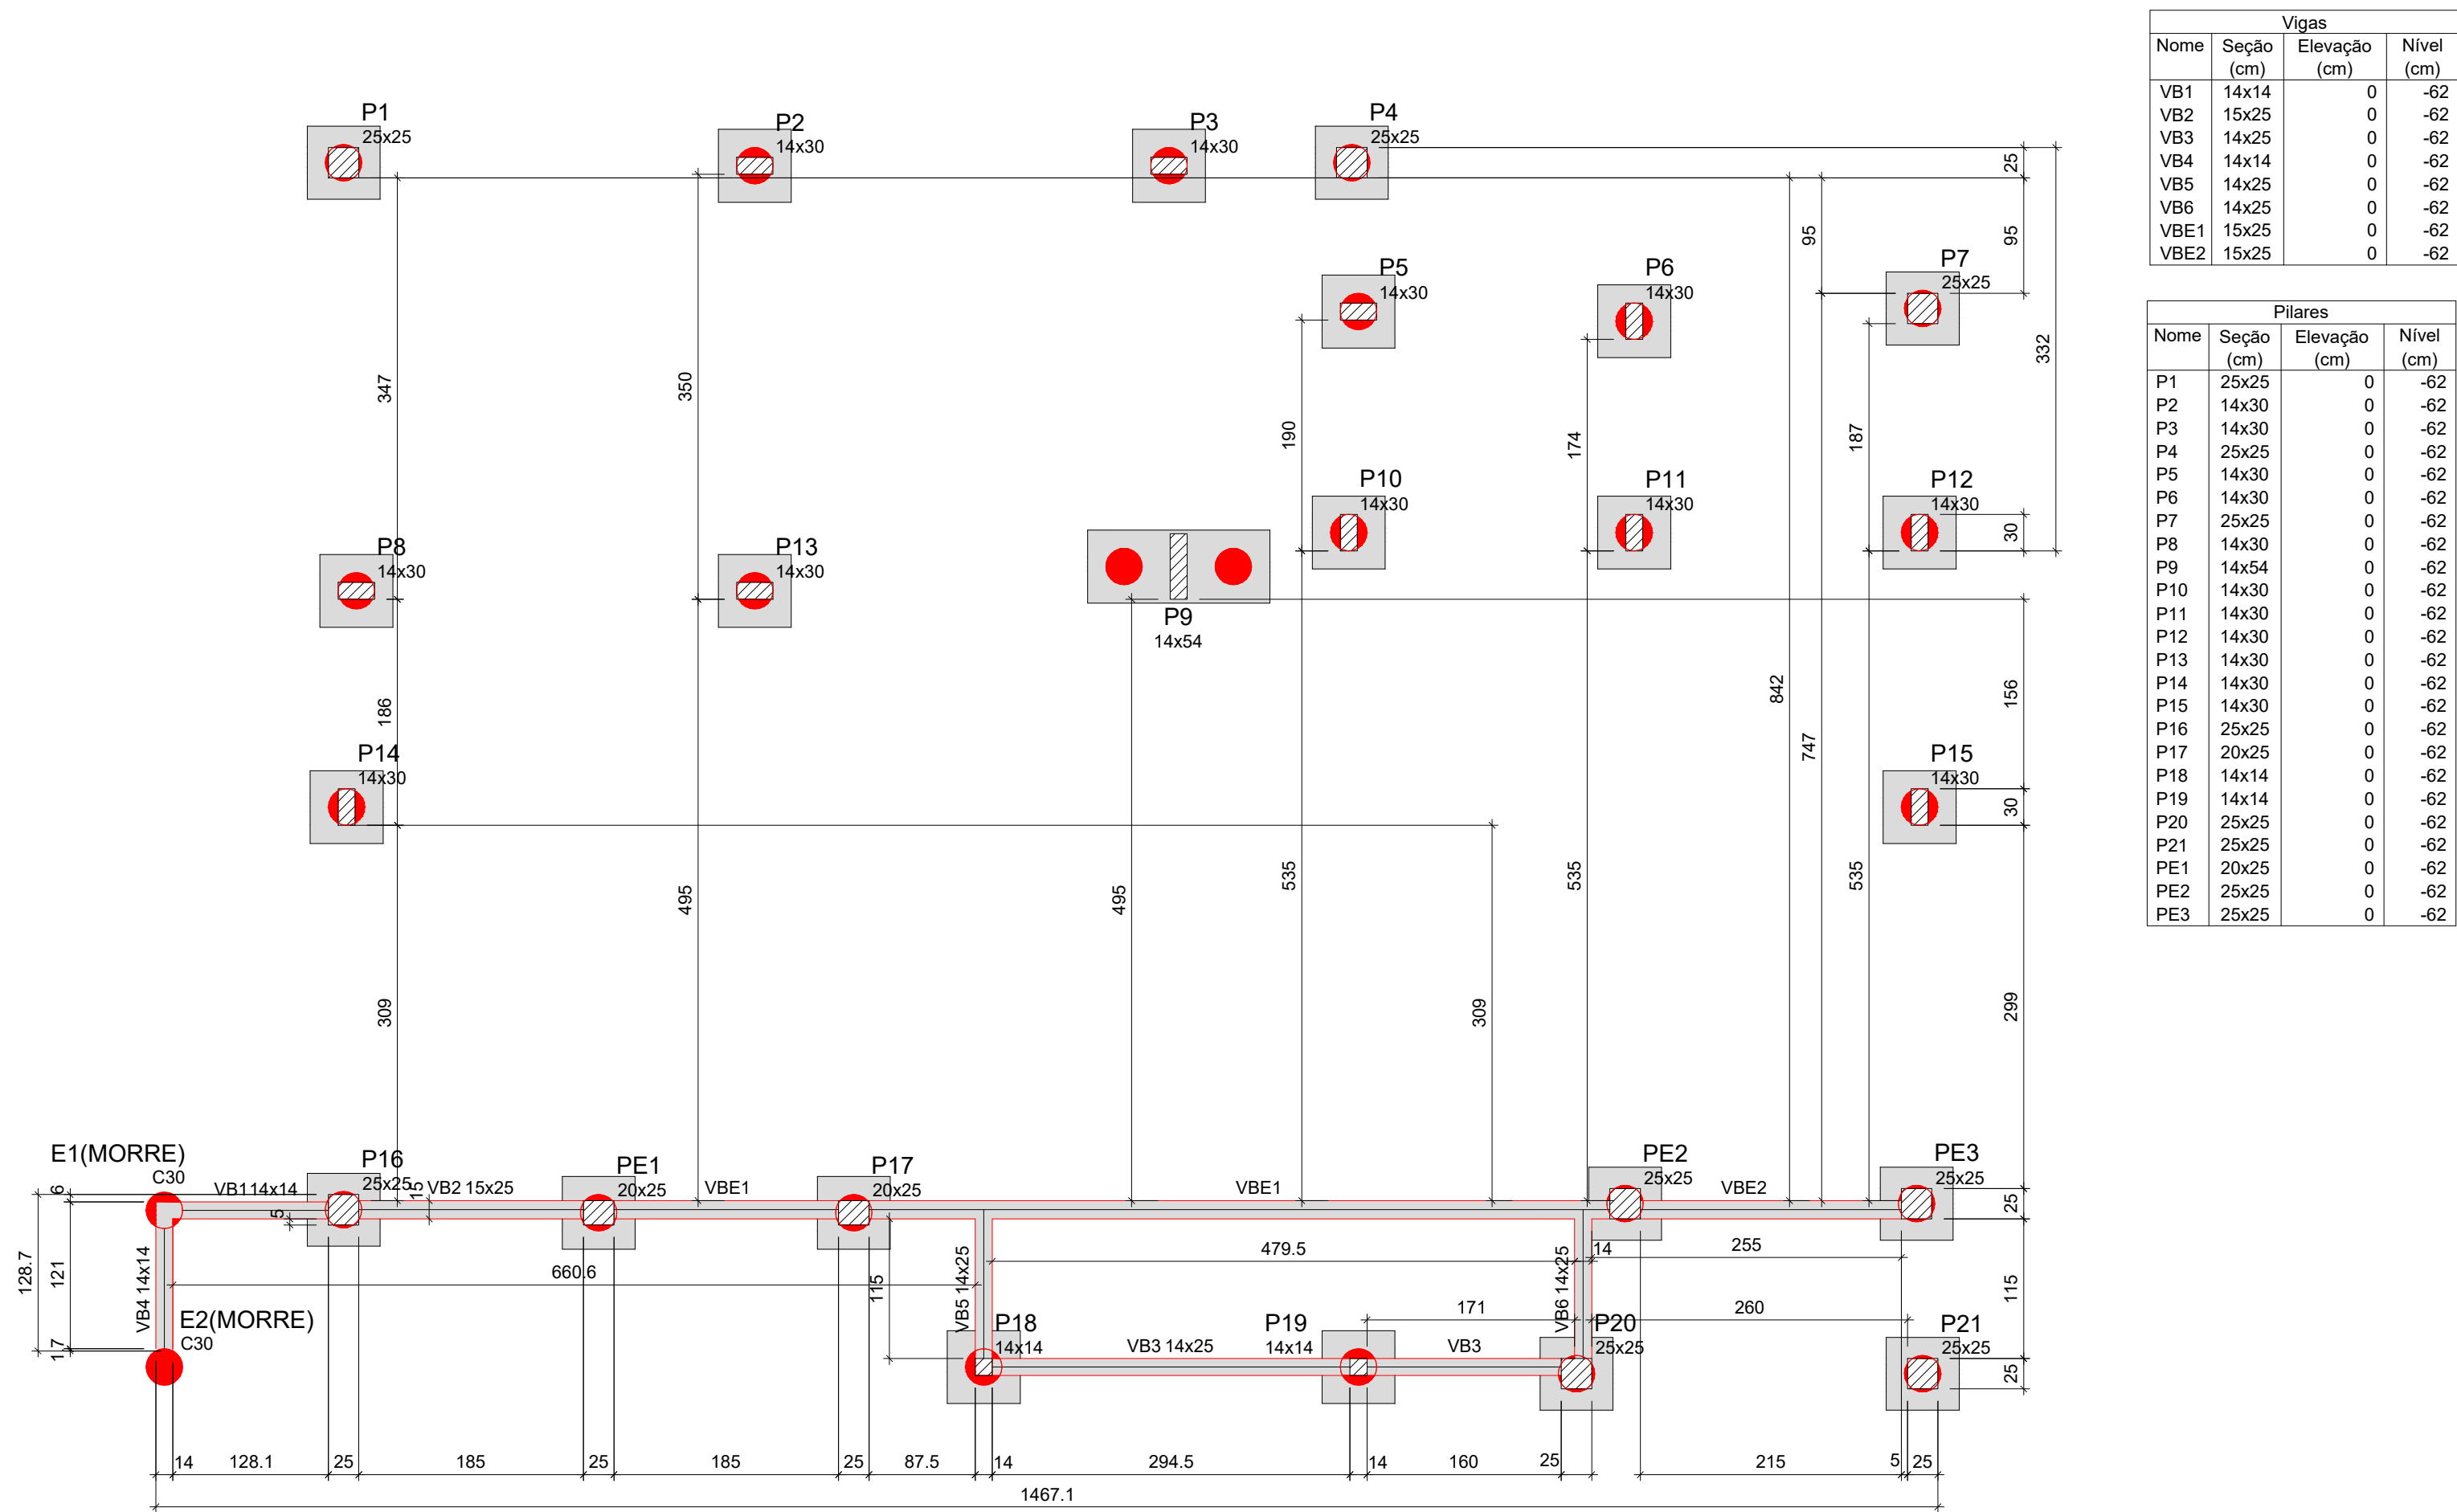 Vigas
Nome Seção Elevação Nível
(cm) (cm) (cm)
VB1 14x14 0 -62
VB2 15x25 0 -62
VB3 14x25 0 -62
VB4 14x14 0 -62
VB5 14x25 0 -62
VB6 14x25 0 -62
VBE1 15x25 0 -62
VBE2 15x25 0 -62
Pilares
Nome Seção Elevação Nível
(cm) (cm) (cm)
P1 25x25 0 -62
P2 14x30 0 -62
P3 14x30 0 -62
P4 25x25 0 -62
P5 14x30 0 -62
P6 14x30 0 -62
P7 25x25 0 -62
P8 14x30 0 -62
P9 14x54 0 -62
P10 14x30 0 -62
P11 14x30 0 -62
P12 14x30 0 -62
P13 14x30 0 -62
P14 14x30 0 -62
P15 14x30 0 -62
P16 25x25 0 -62
P17 20x25 0 -62
P18 14x14 0 -62
P19 14x14 0 -62
P20 25x25 0 -62
P21 25x25 0 -62
PE1 20x25 0 -62
PE2 25x25 0 -62
PE3 25x25 0 -62
P1
25x25
P2
14x30
P3
14x30
P4
25x25
25
95
95
332
P5
14x30
P6
14x30
P7
25x25
347
350
190
174
187
P10
14x30
P11
14x30
P12
14x30
30
P8
14x30
P13
14x30
P9
14x54
186
842
747
156
P14
14x30
P15
14x30
30
309
495
495
535
309
535
535
299
E1(MORRE)
C30
6
VB114x14
P16
25x25
5
15
VB2 15x25
PE1
20x25
VBE1
P17
20x25
VBE1
PE2
25x25
VBE2
PE3
25x25
25
128.7
121
1.7
VB4 14x14
660.6
115
VB5 14x25
479.5
VB6 14x25
14
255
115
E2(MORRE)
C30
P18
14x14
VB3 14x25
P19
14x14
171
VB3
P20
25x25
260
P21
25x25
25
14 128.1 25 185 25 185 25 87.5 14 294.5 14 160 25 215 5 25
1467.1